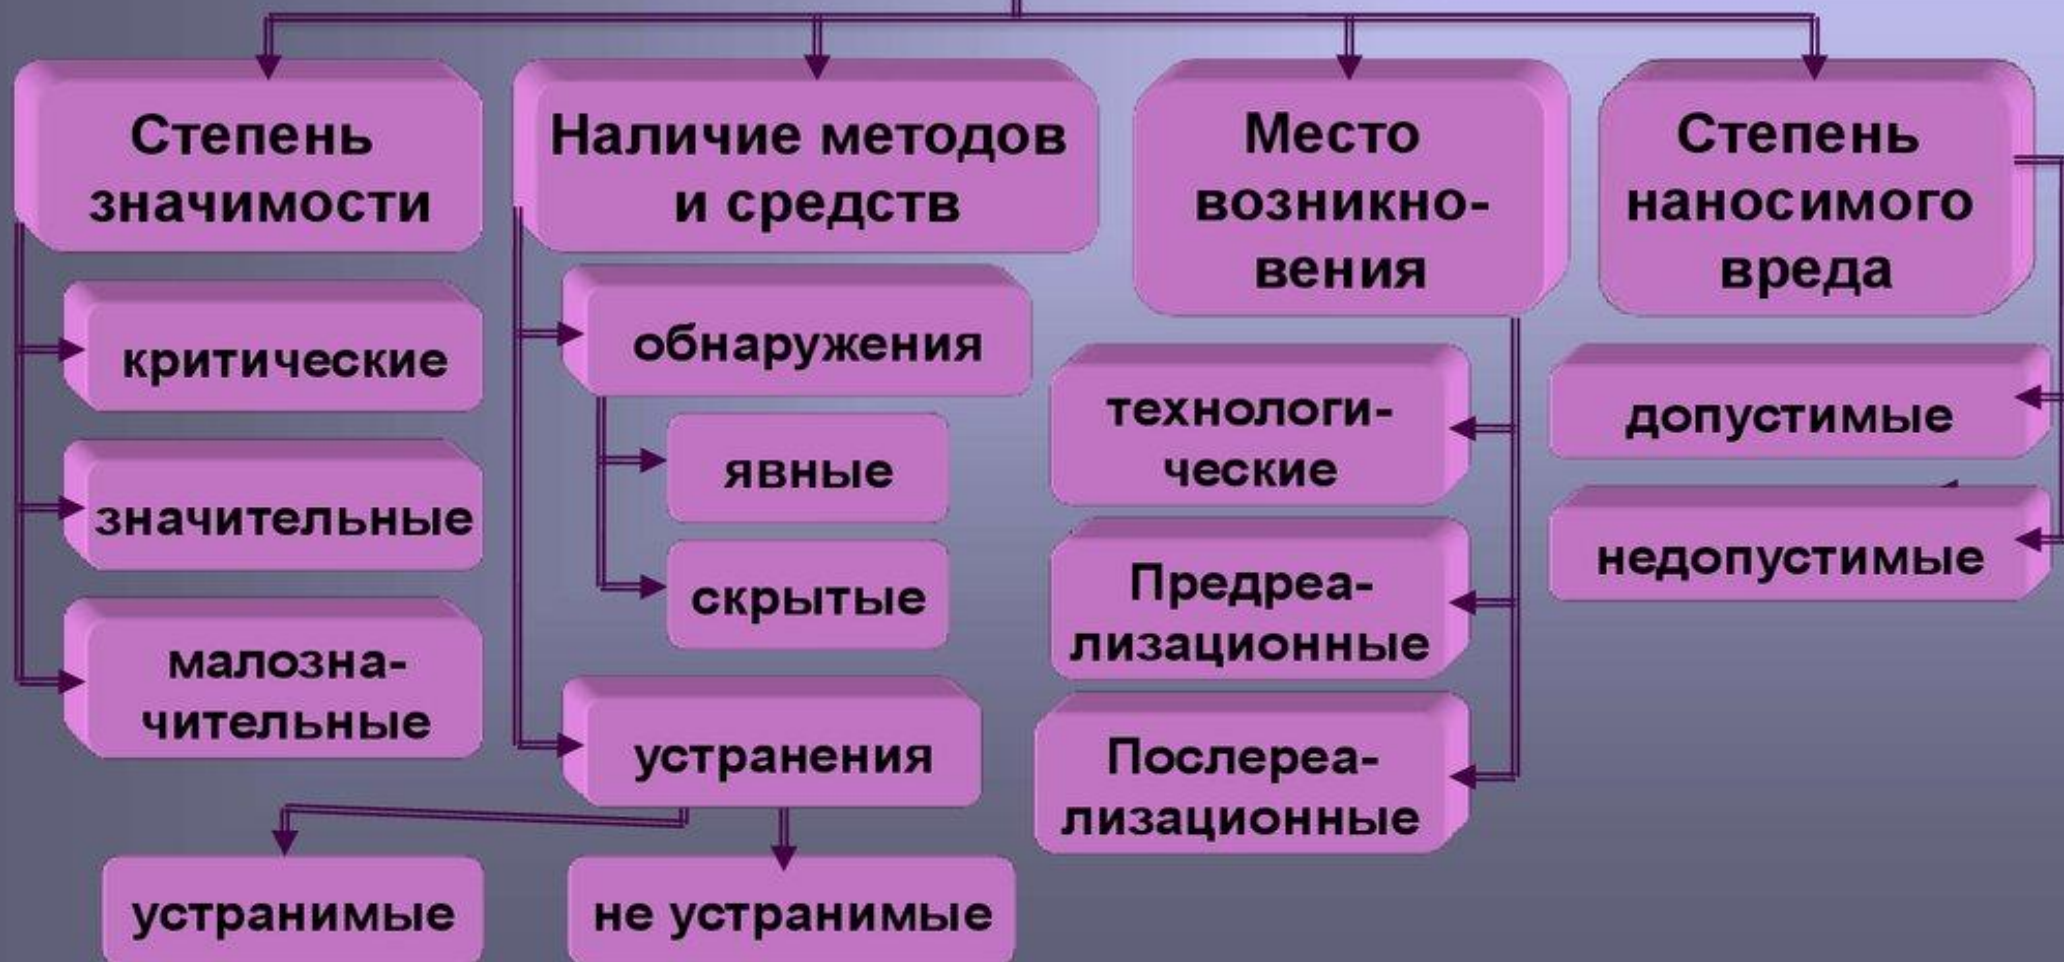 Степень
значимости
критические
значительные
малозна-
чительные
Наличие методов
и средств
обнаружения
явные
скрытые
устранения
устранимые
не устранимые
Место
возникно-
вения
технологи-
ческие
Предреа-
лизационные
Послереа-
лизационные
Степень
наносимого
вреда
допустимые
недопустимые